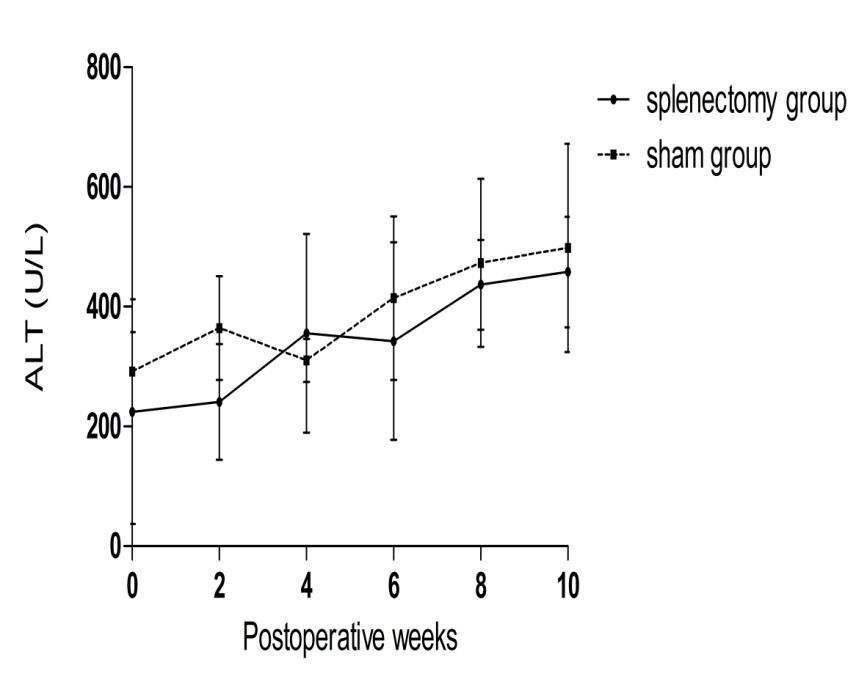 800
600
400
200
0
0 2 4 6 8 10
ALT (U/L)
Postoperative weeks
splenectomy group
sham group